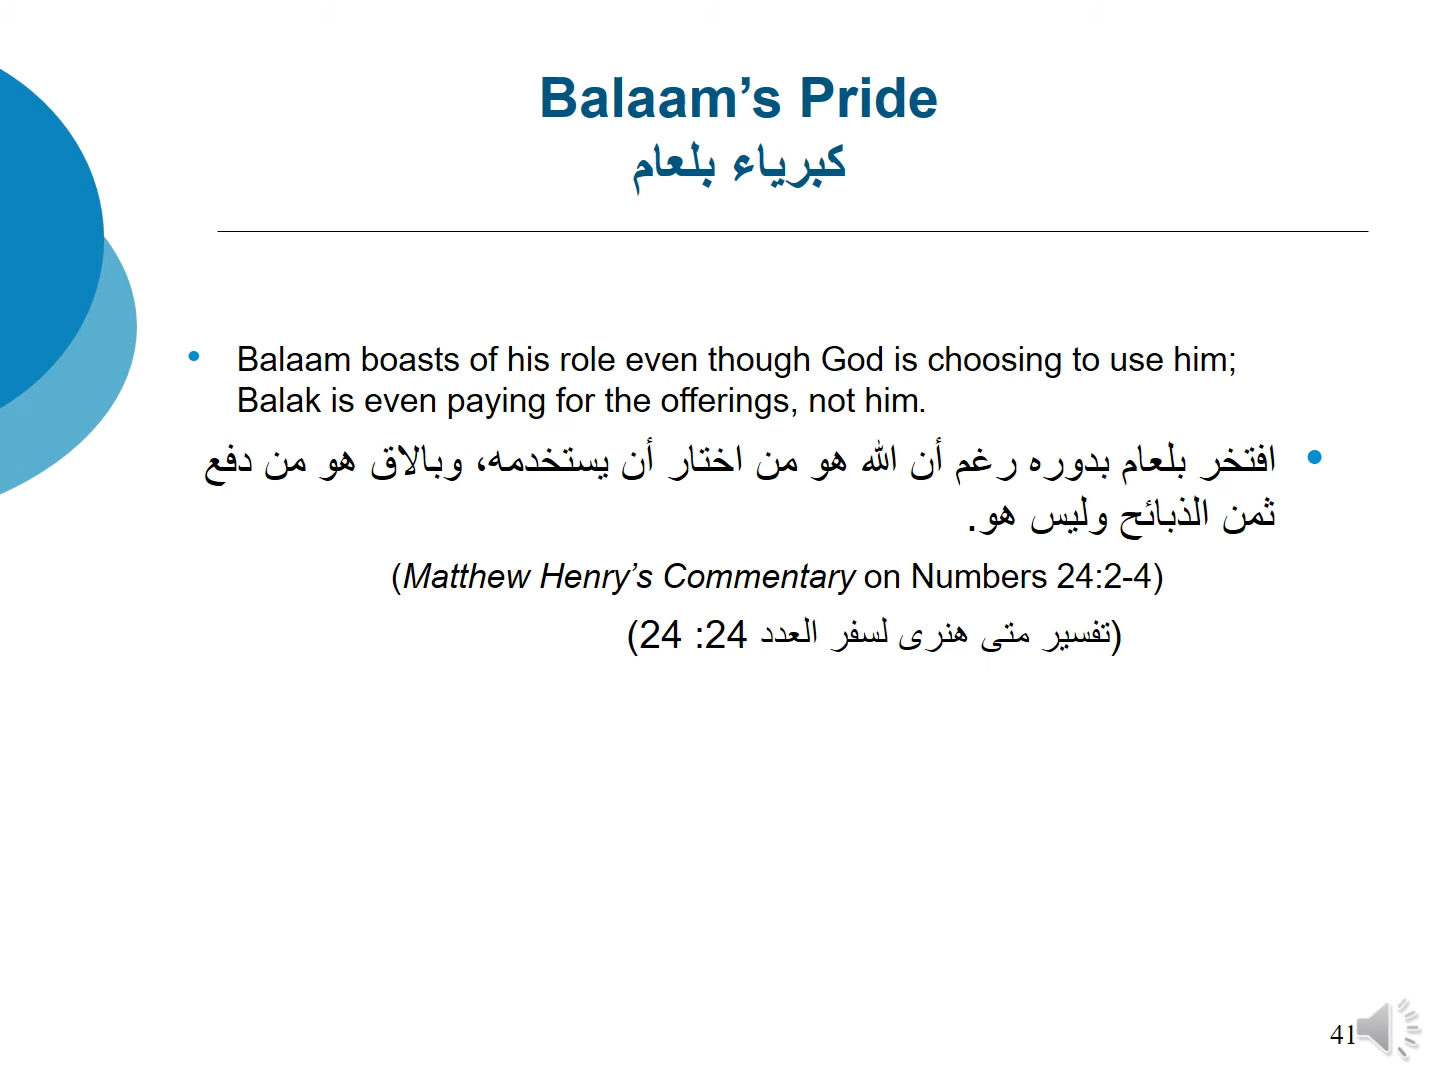 Balaam’s Pride
كبرياء بلعام
• Balaam boasts of his role even though God is choosing to use him;
Balak is even paying for the offerings, not him.
• افتخر بلعام بدوره رغم أن الله هو من اختار أن يستخدمه، وبالاق هو من دفع
ثمن الذبائح وليس هو.
(Matthew Henry’s Commentary on Numbers 24:2-4)
(تفسير متى هنرى لسفر العدد 24: 24)
41